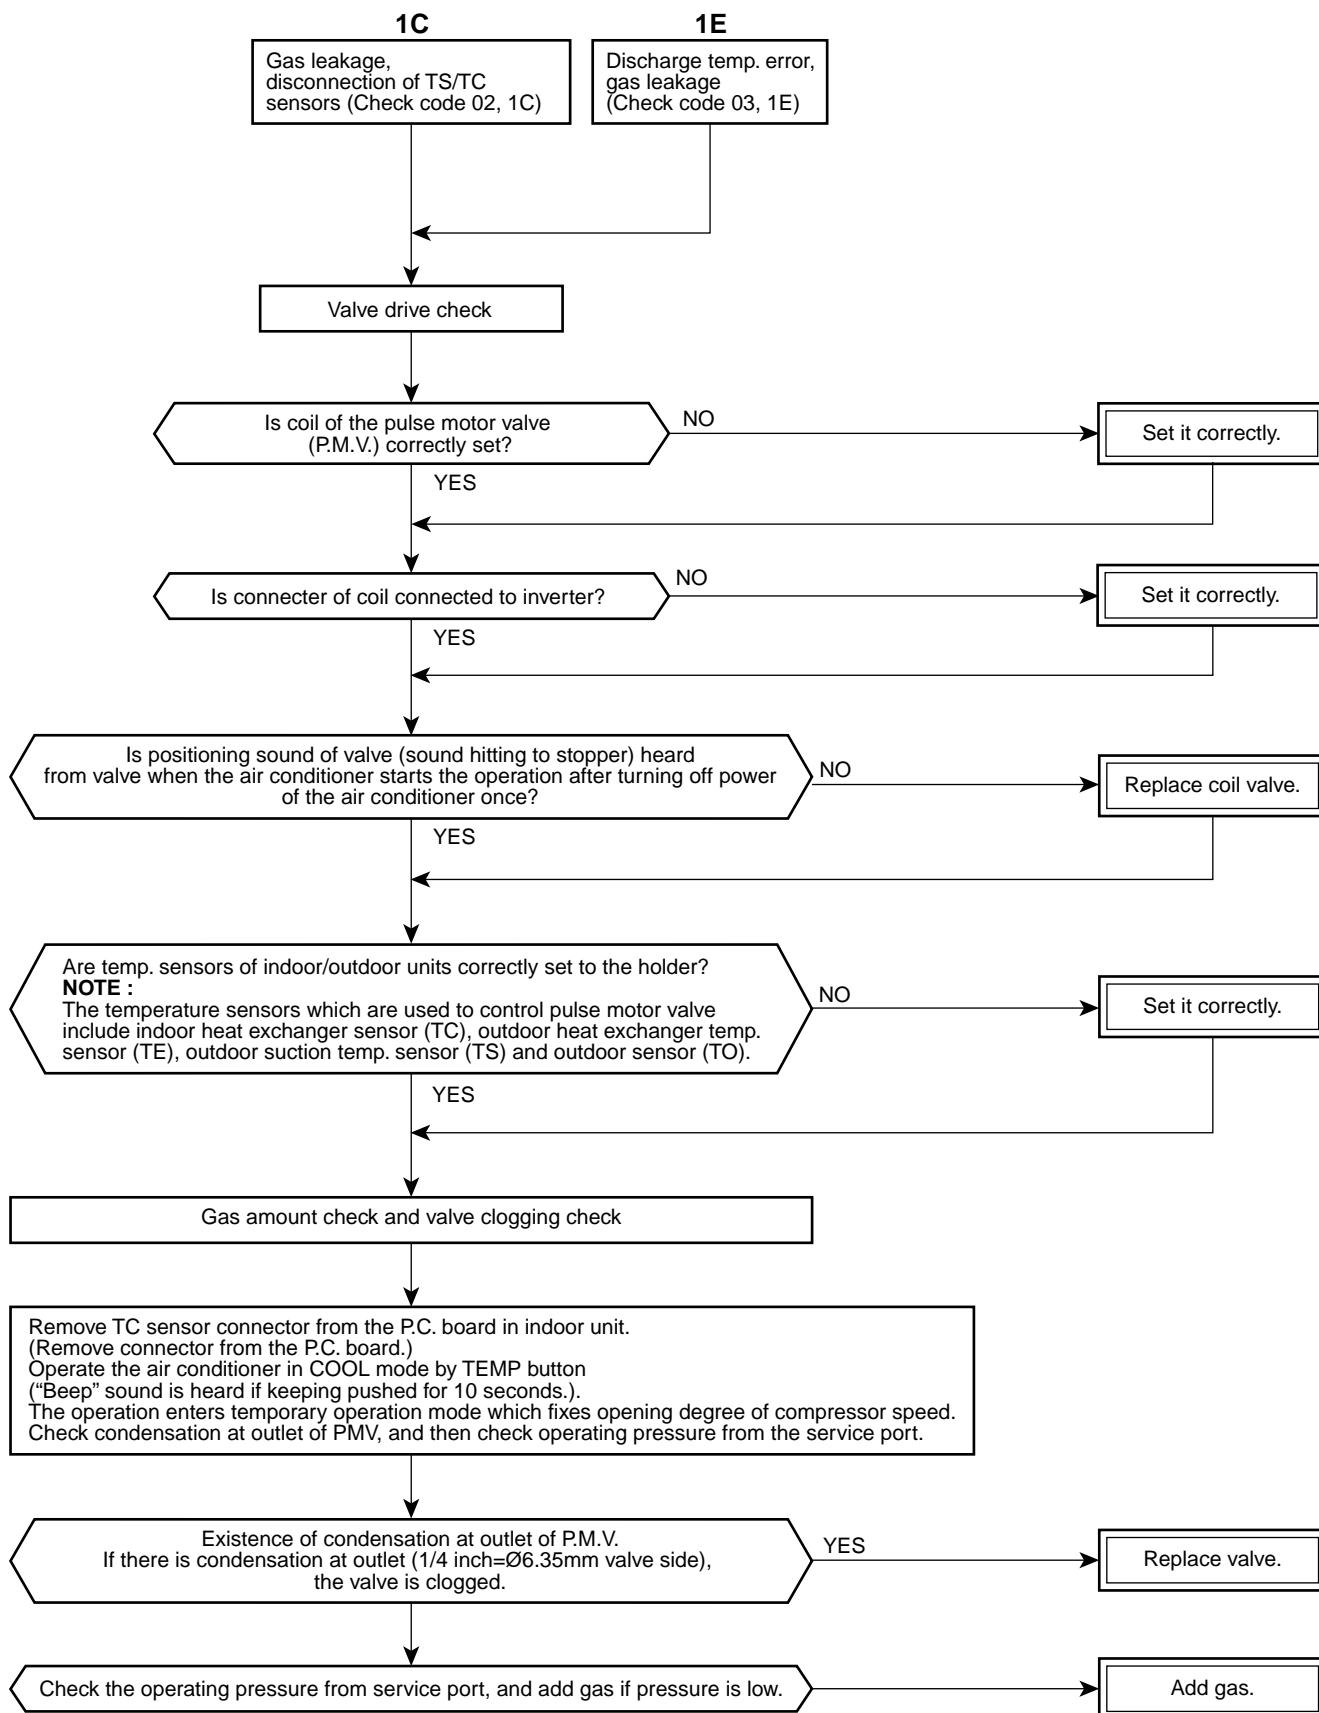 1C
1E
Gas leakage,
disconnection of TS/TC
sensors (Check code 02, 1C)
Discharge temp. error,
gas leakage
(Check code 03, 1E)
Valve drive check
Is coil of the pulse motor valve
(P.M.V.) correctly set?
NO
Set it correctly.
YES
Is connecter of coil connected to inverter?
NO
Set it correctly.
YES
Is positioning sound of valve (sound hitting to stopper) heard
from valve when the air conditioner starts the operation after turning off power
of the air conditioner once?
NO
Replace coil valve.
YES
Are temp. sensors of indoor/outdoor units correctly set to the holder?
NOTE :
The temperature sensors which are used to control pulse motor valve
include indoor heat exchanger sensor (TC), outdoor heat exchanger temp.
sensor (TE), outdoor suction temp. sensor (TS) and outdoor sensor (TO).
NO
Set it correctly.
YES
Gas amount check and valve clogging check
Remove TC sensor connector from the P.C. board in indoor unit.
(Remove connector from the P.C. board.)
Operate the air conditioner in COOL mode by TEMP button
(“Beep” sound is heard if keeping pushed for 10 seconds.).
The operation enters temporary operation mode which fixes opening degree of compressor speed.
Check condensation at outlet of PMV, and then check operating pressure from the service port.
Existence of condensation at outlet of P.M.V.
If there is condensation at outlet (1/4 inch=Ø6.35mm valve side),
the valve is clogged.
YES
Replace valve.
Check the operating pressure from service port, and add gas if pressure is low.
Add gas.